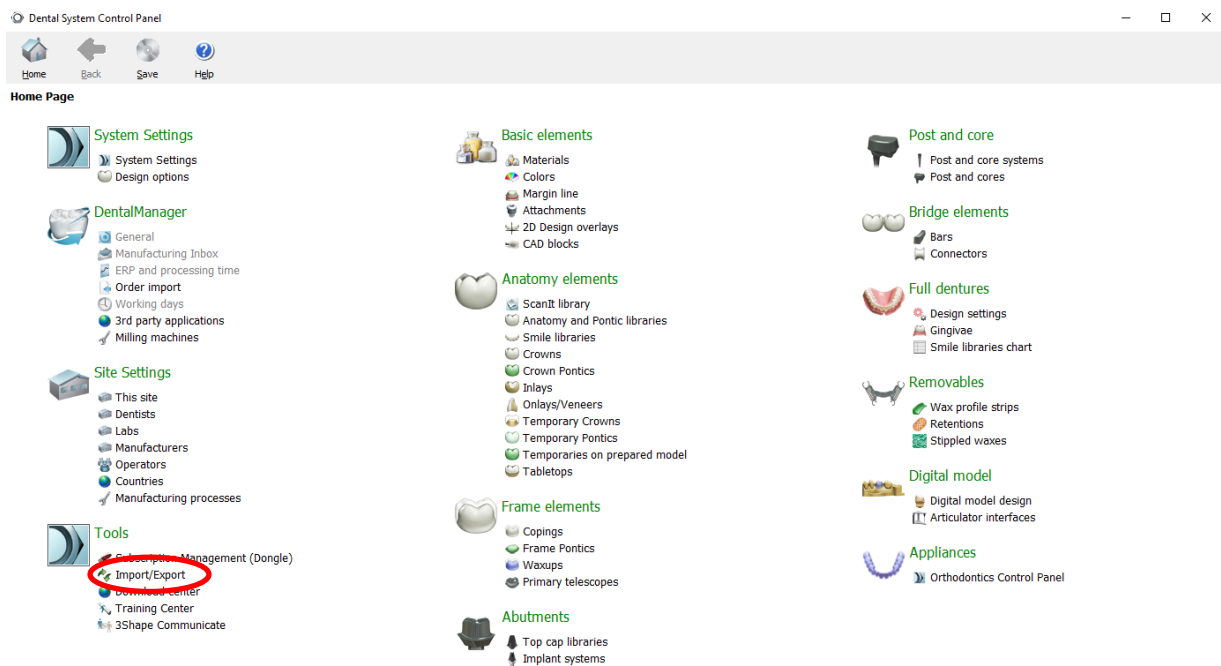 Dental System Control Panel
Home
Back
Save
Help
Home Page
System Settings
System Settings
Design options
DentalManager
General
Manufacturing Inbox
ERP and processing time
Order import
Working days
3rd party applications
Milling machines
Site Settings
This site
Dentists
Labs
Manufacturers
Operators
Countries
Manufacturing processes
Tools
Subscription Management (Dongle)
Import/Export
Download center
Training Center
3Shape Communicate
Basic elements
Materials
Colors
Margin line
Attachments
2D Design overlays
CAD blocks
Anatomy elements
ScanIt library
Anatomy and Pontic libraries
Smile libraries
Crowns
Crown Pontics
Inlays
Onlays/Veneers
Temporary Crowns
Temporary Pontics
Temporaries on prepared model
Tabletops
Frame elements
Copings
Frame Pontics
Waxups
Primary telescopes
Abutments
Top cap libraries
Implant systems
Post and core
Post and core systems
Post and cores
Bridge elements
Bars
Connectors
Full dentures
Design settings
Gingivae
Smile libraries chart
Removables
Wax profile strips
Retentions
Stippled waxes
Digital model
Digital model design
Articulator interfaces
Appliances
Orthodontics Control Panel